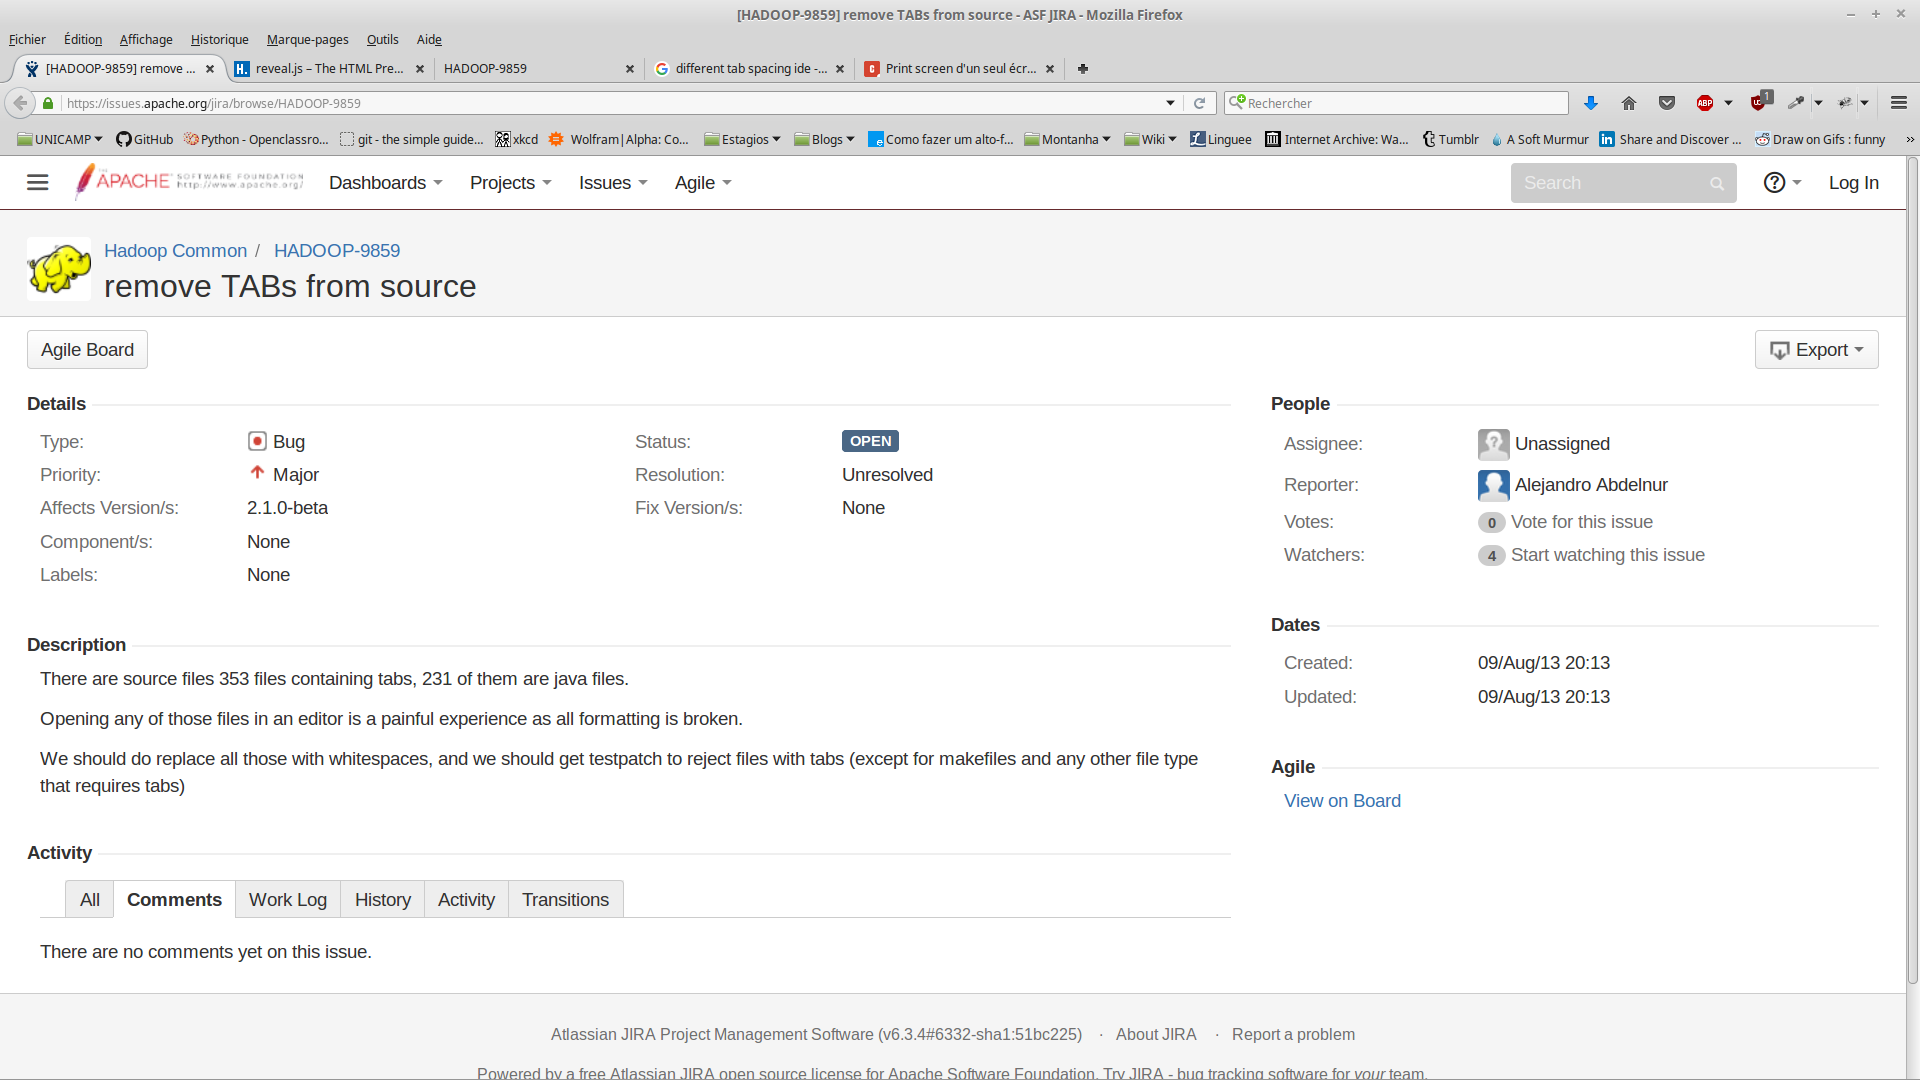 [HADOOP-9859] remove TABs from source - ASF JIRA - Mozilla Firefox
Fichier Édition Affichage Historique Marque-pages Outils Aide
[HADOOP-9859] remove ... reveal.js – The HTML Pre... HADOOP-9859 different tab spacing ide -... Print screen d'un seul écr...
https://issues.apache.org/jira/browse/HADOOP-9859 Rechercher ABP 1
UNICAMP GitHub Python - Openclassro... git - the simple guide... xkcd Wolfram|Alpha: Co... Estagios Blogs Como fazer um alto-f... Montanha Wiki Linguee Internet Archive: Wa... Tumblr A Soft Murmur Share and Discover ... Draw on Gifs : funny »
THE APACHE SOFTWARE FOUNDATION http://www.apache.org/ Dashboards Projects Issues Agile Search Log In
Hadoop Common / HADOOP-9859
remove TABs from source
Agile Board Export
Details
Type: Bug Status: OPEN
Priority: Major Resolution: Unresolved
Affects Version/s: 2.1.0-beta Fix Version/s: None
Component/s: None
Labels: None
People
Assignee: Unassigned
Reporter: Alejandro Abdelnur
Votes: 0 Vote for this issue
Watchers: 4 Start watching this issue
Description
There are source files 353 files containing tabs, 231 of them are java files.
Opening any of those files in an editor is a painful experience as all formatting is broken.
We should do replace all those with whitespaces, and we should get testpatch to reject files with tabs (except for makefiles and any other file type
that requires tabs)
Dates
Created: 09/Aug/13 20:13
Updated: 09/Aug/13 20:13
Agile
View on Board
Activity
All Comments Work Log History Activity Transitions
There are no comments yet on this issue.
Atlassian JIRA Project Management Software (v6.3.4#6332-sha1:51bc225) · About JIRA · Report a problem
Powered by a free Atlassian JIRA open source license for Apache Software Foundation. Try JIRA - bug tracking software for your team.